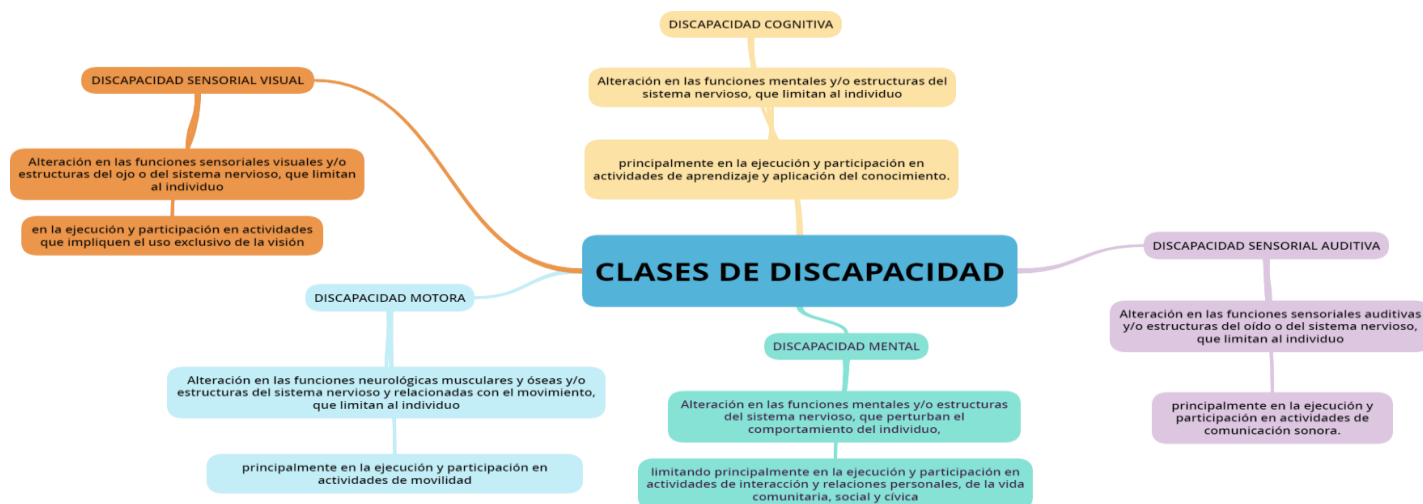 DISCAPACIDAD COGNITIVA
Alteración en las funciones mentales y/o estructuras del
sistema nervioso, que limitan al individuo
principalmente en la ejecución y participación en
actividades de aprendizaje y aplicación del conocimiento.
DISCAPACIDAD SENSORIAL VISUAL
Alteración en las funciones sensoriales visuales y/o
estructuras del ojo o del sistema nervioso, que limitan
al individuo
en la ejecución y participación en actividades
que impliquen el uso exclusivo de la visión
CLASES DE DISCAPACIDAD
DISCAPACIDAD SENSORIAL AUDITIVA
Alteración en las funciones sensoriales auditivas
y/o estructuras del oído o del sistema nervioso,
que limitan al individuo
principalmente en la ejecución y
participación en actividades de
comunicación sonora.
DISCAPACIDAD MOTORA
Alteración en las funciones neurológicas musculares y óseas y/o
estructuras del sistema nervioso y relacionadas con el movimiento,
que limitan al individuo
principalmente en la ejecución y participación en
actividades de movilidad
DISCAPACIDAD MENTAL
Alteración en las funciones mentales y/o estructuras
del sistema nervioso, que perturban el
comportamiento del individuo,
limitando principalmente en la ejecución y participación en
actividades de interacción y relaciones personales, de la vida
comunitaria, social y cívica